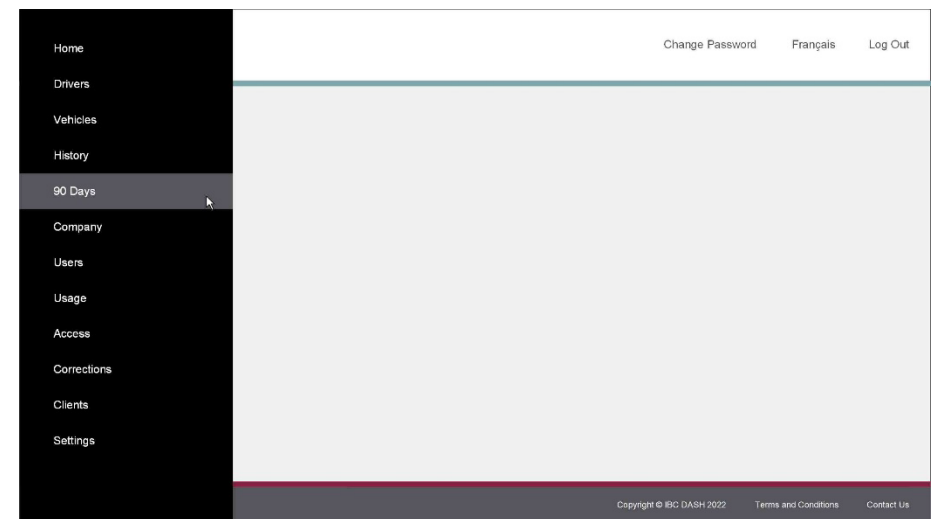 Home
Drivers
Vehicles
History
90 Days
Company
Users
Usage
Access
Corrections
Clients
Settings
Change Password Français Log Out
Copyright © IBC DASH 2022 Terms and Conditions Contact Us